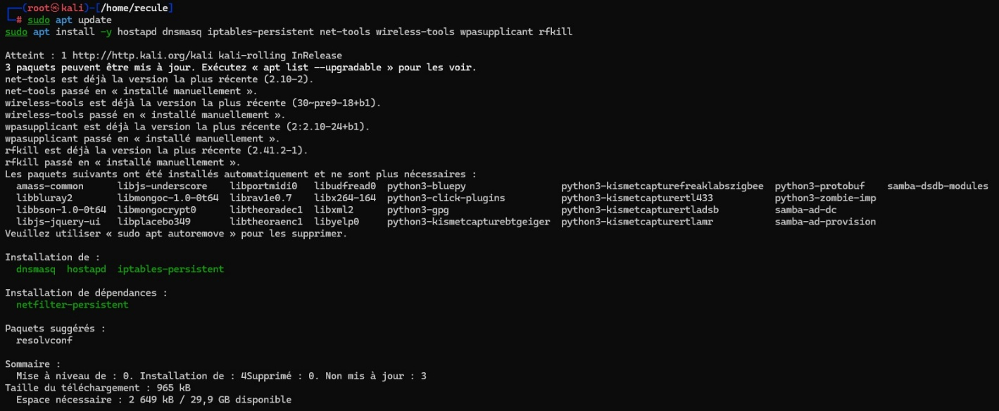 ┌──(root㉿kali)-[/home/recule]
└─# sudo apt update
sudo apt install -y hostapd dnsmasq iptables-persistent net-tools wireless-tools wpasupplicant rfkill
Atteint : 1 http://http.kali.org/kali kali-rolling InRelease
3 paquets peuvent être mis à jour. Exécutez « apt list --upgradable » pour les voir.
net-tools est déjà la version la plus récente (2.10-2).
net-tools passé en « installé manuellement ».
wireless-tools est déjà la version la plus récente (30~pre9-18+b1).
wireless-tools passé en « installé manuellement ».
wpasupplicant est déjà la version la plus récente (2:2.10-24+b1).
wpasupplicant passé en « installé manuellement ».
rfkill est déjà la version la plus récente (2.41.2-1).
rfkill passé en « installé manuellement ».
Les paquets suivants ont été installés automatiquement et ne sont plus nécessaires :
amass-common libjs-underscore libportmidi0 libudfread0 python3-bluepy python3-kismetcapturefreaklabszigbee python3-protobuf samba-dsdb-modules
libbluray2 libmongoc-1.0-0t64 librav1e0.7 libx264-164 python3-click-plugins python3-kismetcapturertl433 python3-zombie-imp
libbson-1.0-0t64 libmongocrypt0 libtheoradec1 libxml2 python3-gpg python3-kismetcapturertladsb samba-ad-dc
libjs-jquery-ui libplacebo349 libtheoraenc1 libyelp0 python3-kismetcapturebtgeiger python3-kismetcapturertlamr samba-ad-provision
Veuillez utiliser « sudo apt autoremove » pour les supprimer.
Installation de :
dnsmasq hostapd iptables-persistent
Installation de dépendances :
netfilter-persistent
Paquets suggérés :
resolvconf
Sommaire :
Mise à niveau de : 0. Installation de : 4Supprimé : 0. Non mis à jour : 3
Taille du téléchargement : 965 kB
Espace nécessaire : 2 649 kB / 29,9 GB disponible